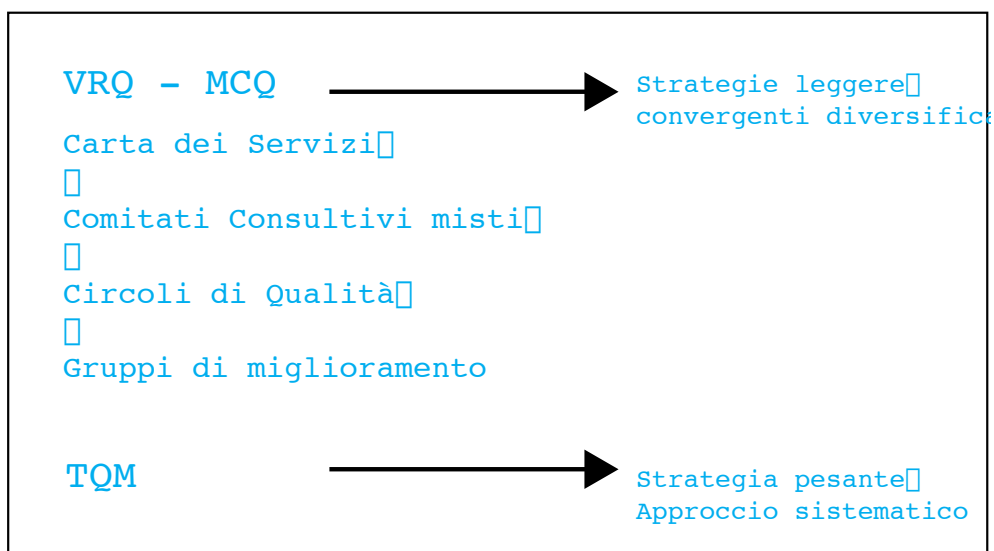 VRQ – MCQ
Strategie leggere
convergenti diversifica
Carta dei Servizi
Comitati Consultivi misti
Circoli di Qualità
Gruppi di miglioramento
TQM
Strategia pesante
Approccio sistematico